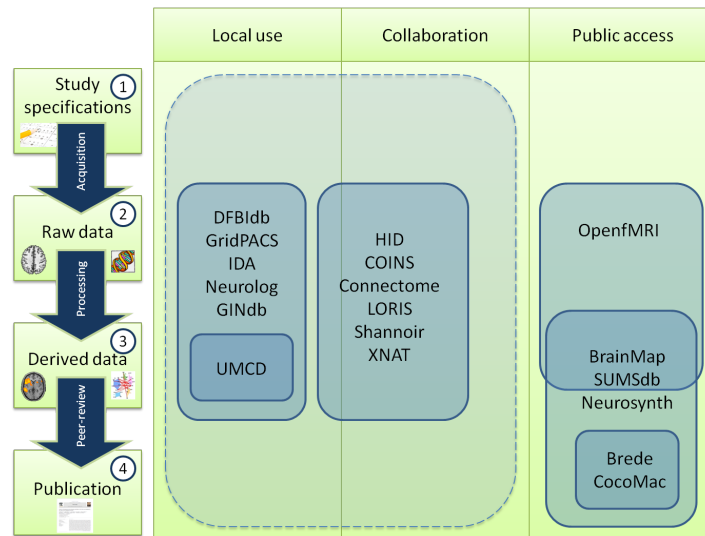 Local use
Collaboration
Public access
1
Study
specifications
Acquisition
2
Raw data
Processing
3
Derived data
Peer-review
4
Publication
DFBIdb
GridPACS
IDA
Neurolog
GINdb
UMCD
HID
COINS
Connectome
LORIS
Shannoir
XNAT
OpenfMRI
BrainMap
SUMSdb
Neurosynth
Brede
CocoMac